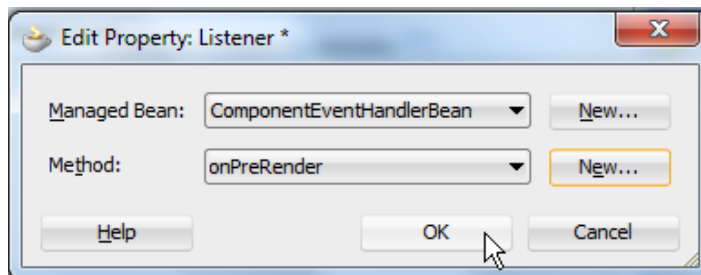 Edit Property: Listener *
Managed Bean: ComponentEventHandlerBean New...
Method: onPreRender New...
Help OK Cancel